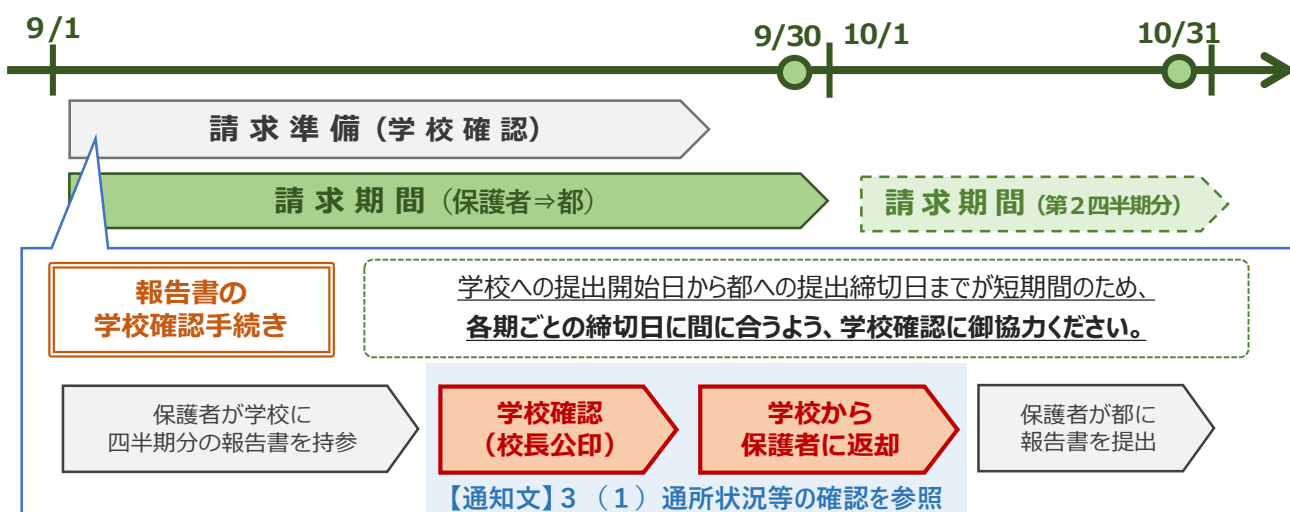 9/1
9/30
10/1
10/31
請求準備（学校確認）
請求期間（保護者⇒都）
請求期間（第２四半期分）
報告書の
学校確認手続き
学校への提出開始日から都への提出締切日までが短期間のため、
各期ごとの締切日に間に合うよう、学校確認に御協力ください。
保護者が学校に
四半期分の報告書を持参
学校確認
（校長公印）
学校から
保護者に返却
保護者が都に
報告書を提出
【通知文】３（１）通所状況等の確認を参照